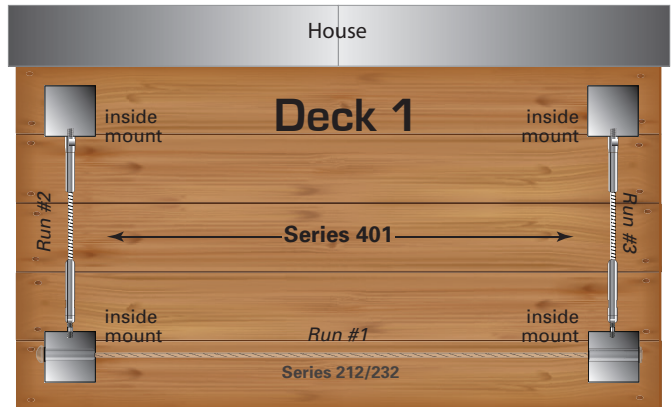 House
Deck 1
inside
mount
inside
mount
Run #2
Run #3
Series 401
inside
mount
inside
mount
Run #1
Series 212/232